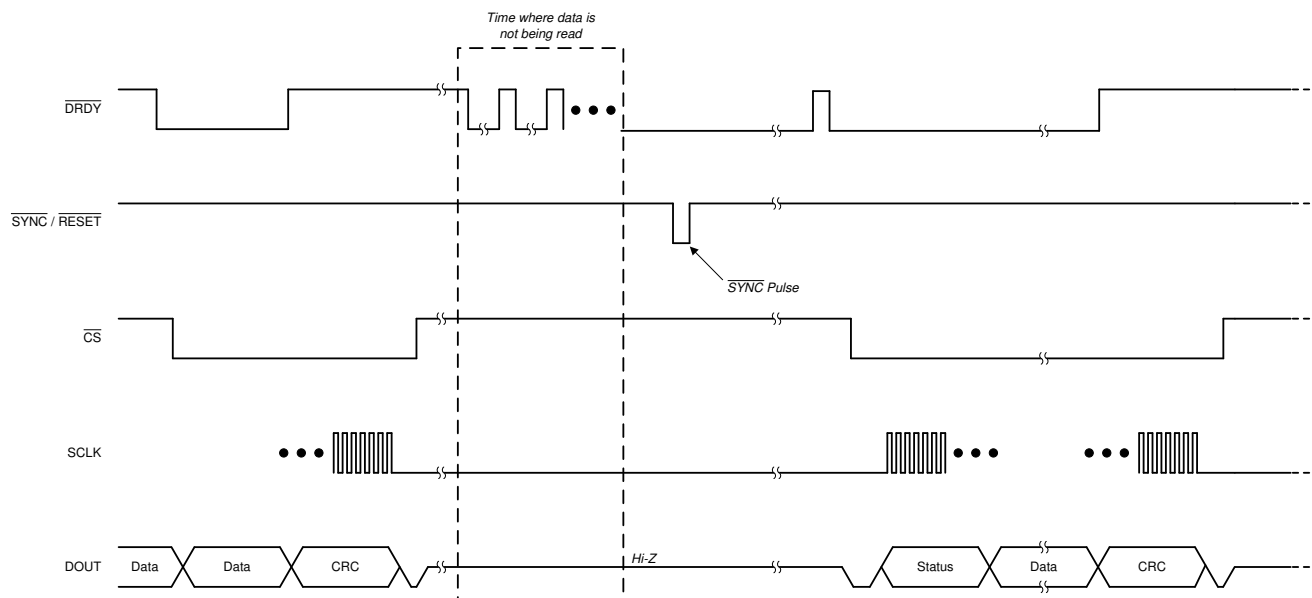 Time where data is
not being read
DRDY
SYNC / RESET
SYNC Pulse
CS
SCLK
Hi-Z
DOUT
Data
Data
CRC
Status
Data
CRC